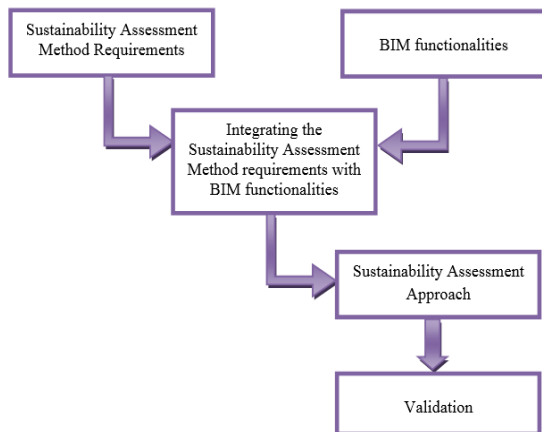 Sustainability Assessment
Method Requirements
BIM functionalities
Integrating the
Sustainability Assessment
Method requirements with
BIM functionalities
Sustainability Assessment
Approach
Validation